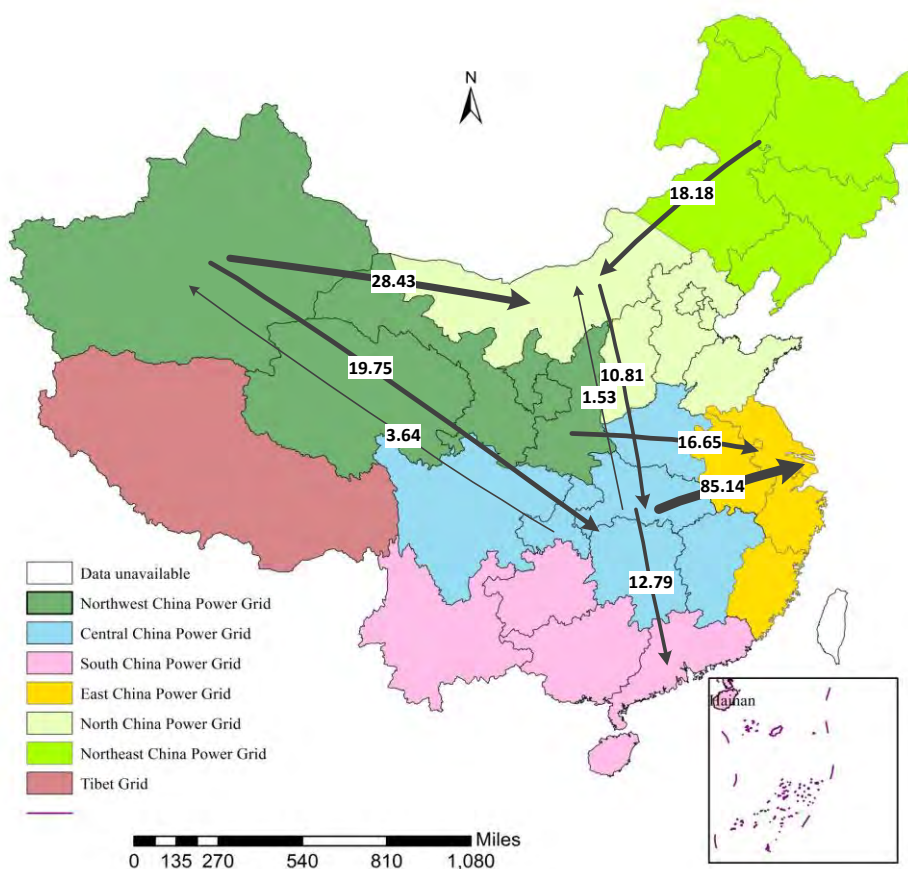 N
18.18
28.43
19.75
10.81
1.53
3.64
16.65
85.14
12.79
Data unavailable
Northwest China Power Grid
Central China Power Grid
South China Power Grid
East China Power Grid
North China Power Grid
Northeast China Power Grid
Tibet Grid
Hainan
Miles
0 135 270 540 810 1,080